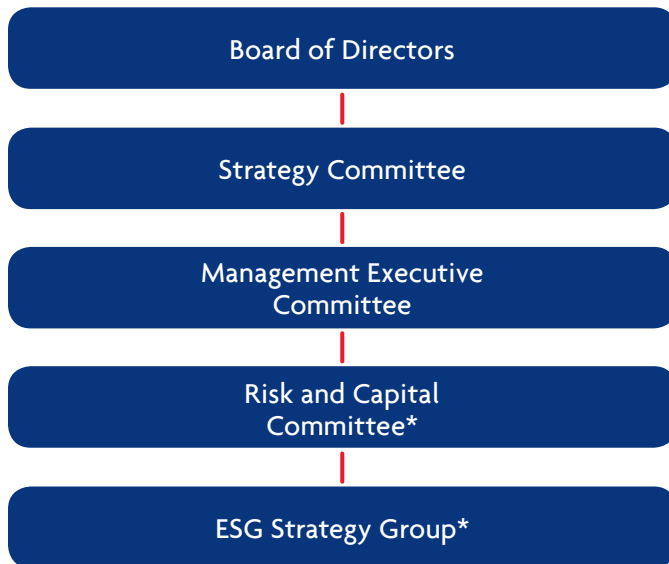 Board of Directors
Strategy Committee
Management Executive
Committee
Risk and Capital
Committee*
ESG Strategy Group*